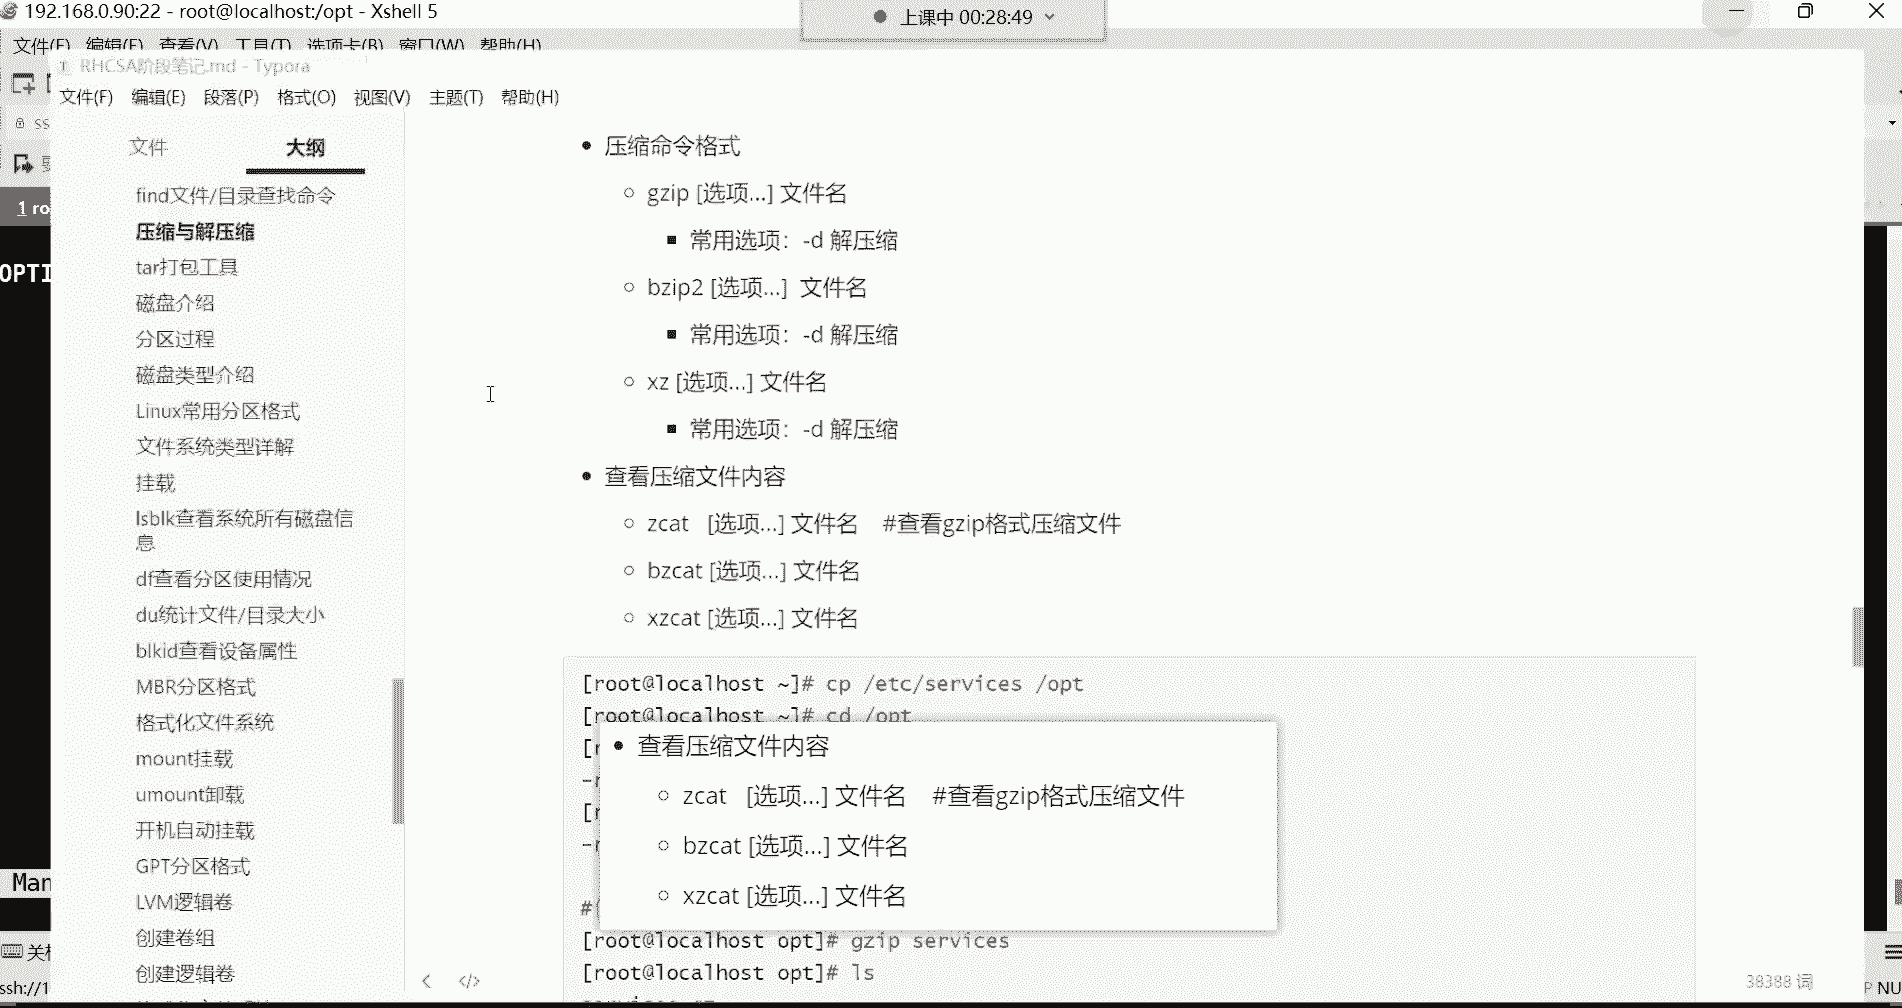 192.168.0.90:22 - root@localhost:/opt - Xshell 5
上课中 00:28:49
文件(F) 编辑(E) 查看(V) 工具(T) 选项卡(B) 窗口(W) 帮助(H)
RHCSA阶段笔记.md - Typora
文件(F) 编辑(E) 段落(P) 格式(O) 视图(V) 主题(T) 帮助(H)
ss
1 ro
OPTI
Man
ssh://1
文件 大纲
find文件/目录查找命令
压缩与解压缩
tar打包工具
磁盘介绍
分区过程
磁盘类型介绍
Linux常用分区格式
文件系统类型详解
挂载
lsblk查看系统所有磁盘信
息
df查看分区使用情况
du统计文件/目录大小
blkid查看设备属性
MBR分区格式
格式化文件系统
mount挂载
umount卸载
开机自动挂载
GPT分区格式
LVM逻辑卷
创建卷组
创建逻辑卷
压缩命令格式
gzip [选项...] 文件名
常用选项：-d 解压缩
bzip2 [选项...] 文件名
常用选项：-d 解压缩
xz [选项...] 文件名
常用选项：-d 解压缩
查看压缩文件内容
zcat [选项...] 文件名 #查看gzip格式压缩文件
bzcat [选项...] 文件名
xzcat [选项...] 文件名
[root@localhost ~]# cp /etc/services /opt
[root@localhost ~]# cd /opt
查看压缩文件内容
zcat [选项...] 文件名 #查看gzip格式压缩文件
bzcat [选项...] 文件名
xzcat [选项...] 文件名
[root@localhost opt]# gzip services
[root@localhost opt]# ls
38388 词